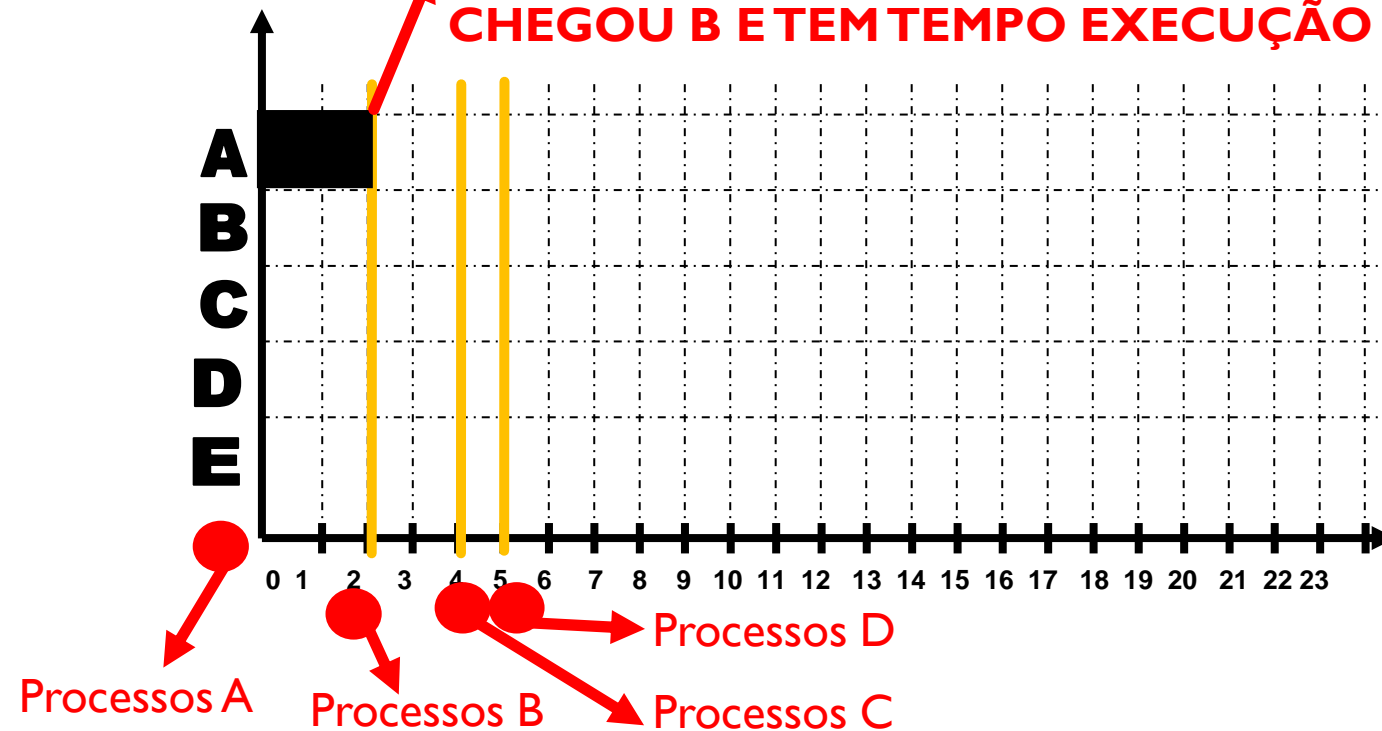 CHEGOU B E TEM TEMPO EXECUÇÃO
A
B
C
D
E
0 1 2 3 4 5 6 7 8 9 10 11 12 13 14 15 16 17 18 19 20 21 22 23
Processos D
Processos A
Processos B
Processos C